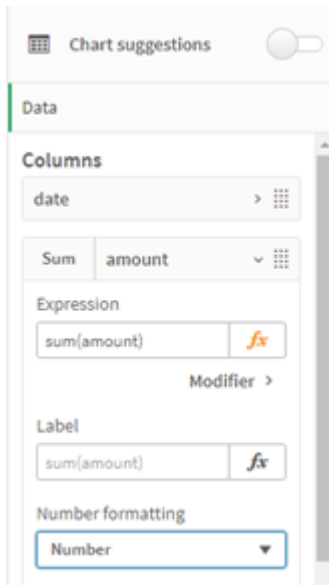 Chart suggestions
Data
Columns
date
Sum amount
Expression
sum(amount) fx
Modifier >
Label
sum(amount) fx
Number formatting
Number